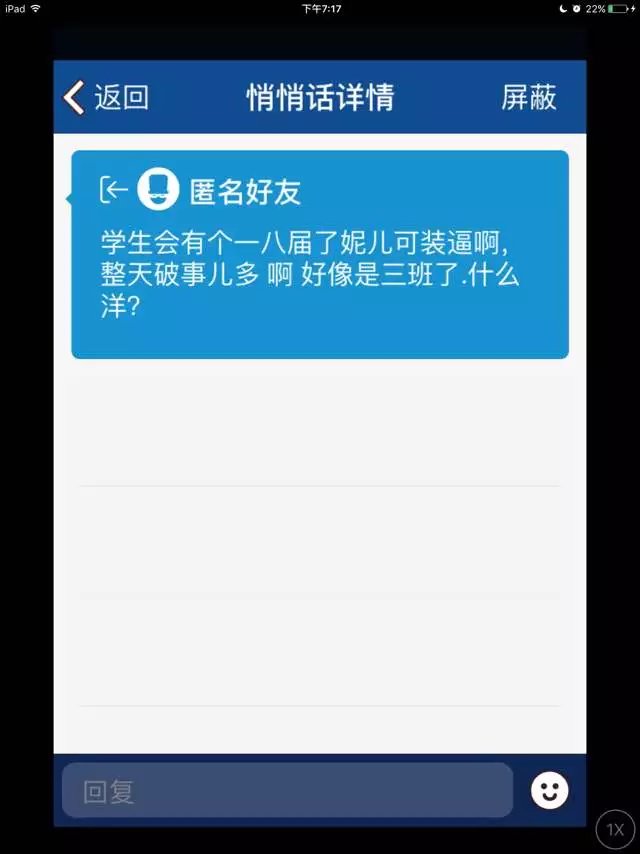 iPad 下午7:17 22%
返回 悄悄话详情 屏蔽
匿名好友
学生会有个一八届了妮儿可装逼啊,
整天破事儿多 啊 好像是三班了.什么
洋?
回复
1X